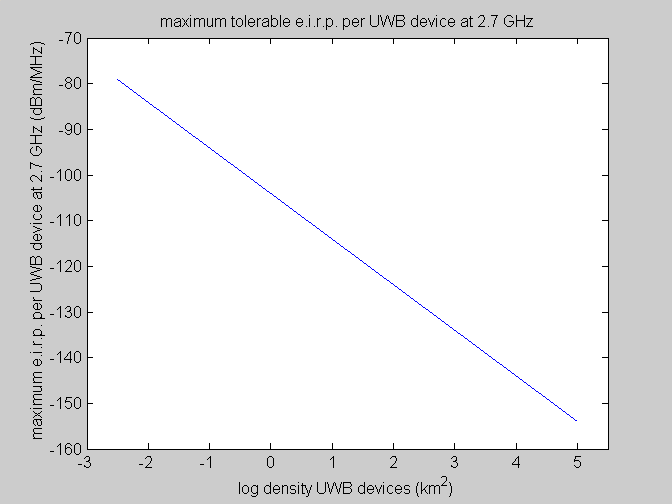 maximum tolerable e.i.r.p. per UWB device at 2.7 GHz
maximum e.i.r.p. per UWB device at 2.7 GHz (dBm/MHz)
-70
-80
-90
-100
-110
-120
-130
-140
-150
-160
-3 -2 -1 0 1 2 3 4 5
log density UWB devices (km²)